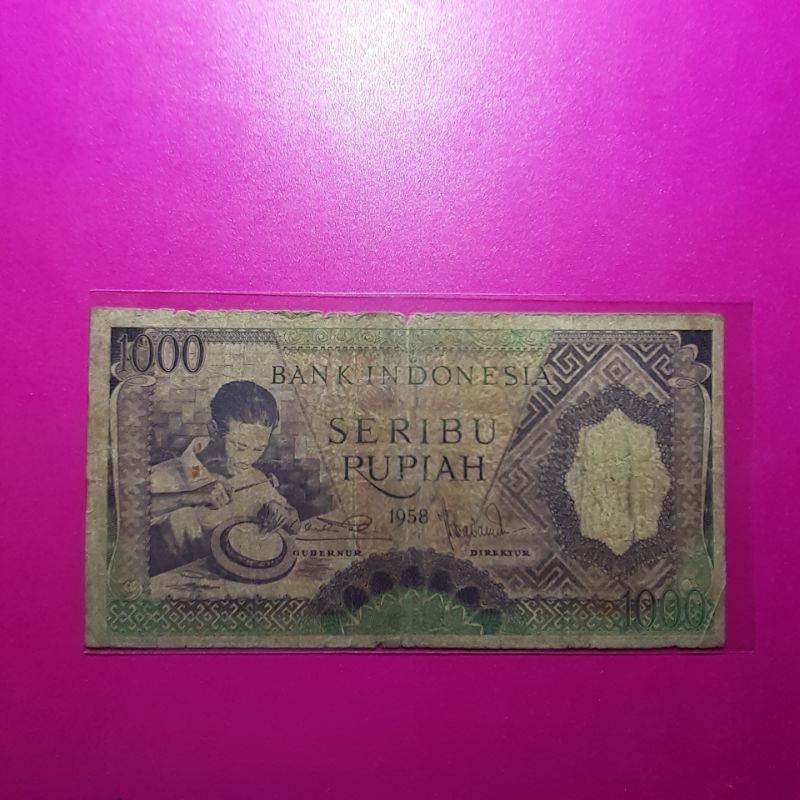 1000
BANK INDONESIA
SERIBU
RUPIAH
1958
GUBERNUR
DIREKTUR
1000